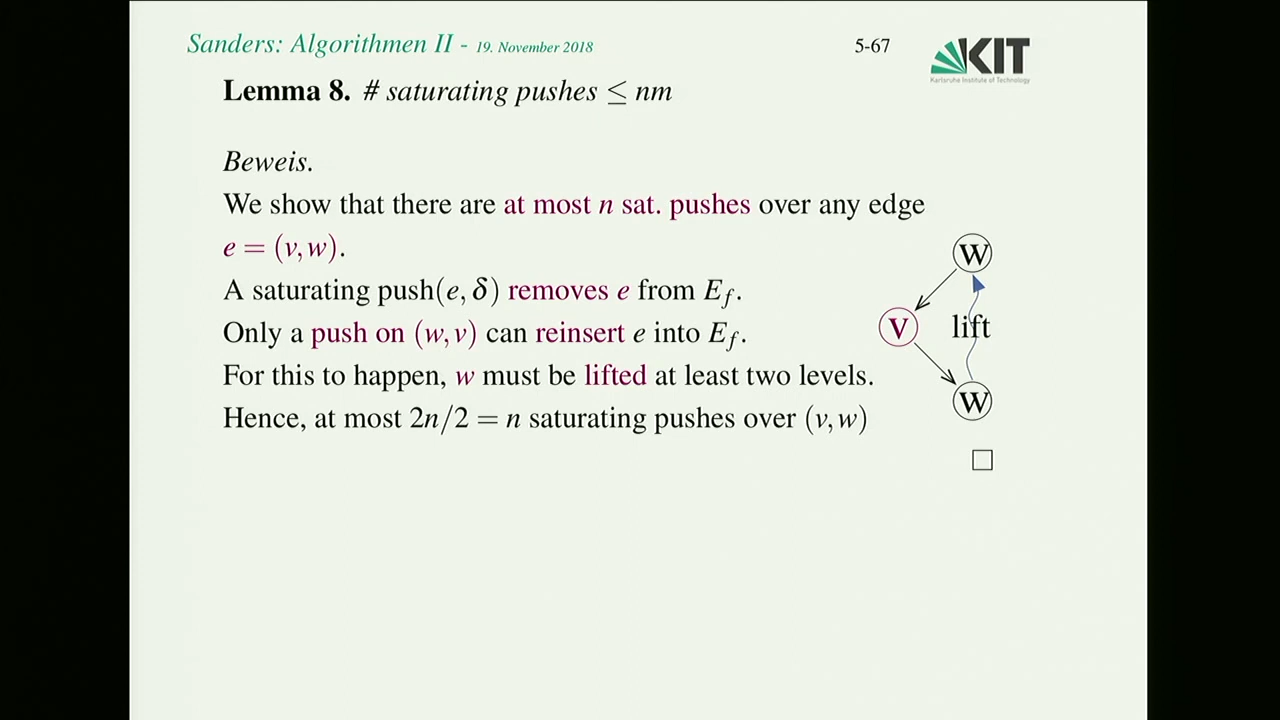 Sanders: Algorithmen II - 19. November 2018
5-67
KIT
Karlsruhe Institute of Technology
Lemma 8. # saturating pushes ≤ nm
Beweis.
We show that there are at most n sat. pushes over any edge
e = (v, w).
A saturating push(e, δ) removes e from E_f.
Only a push on (w, v) can reinsert e into E_f.
For this to happen, w must be lifted at least two levels.
Hence, at most 2n/2 = n saturating pushes over (v, w)
□
w
v
lift
w